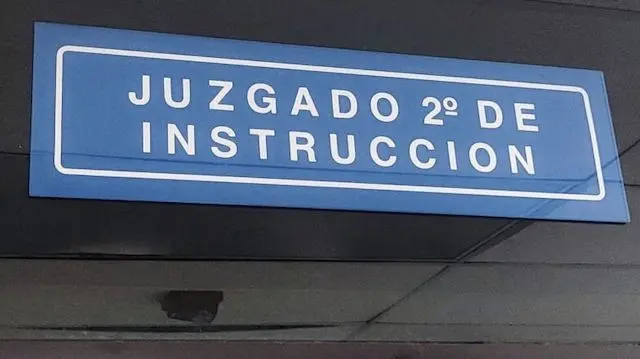 JUZGADO 2º DE
INSTRUCCION